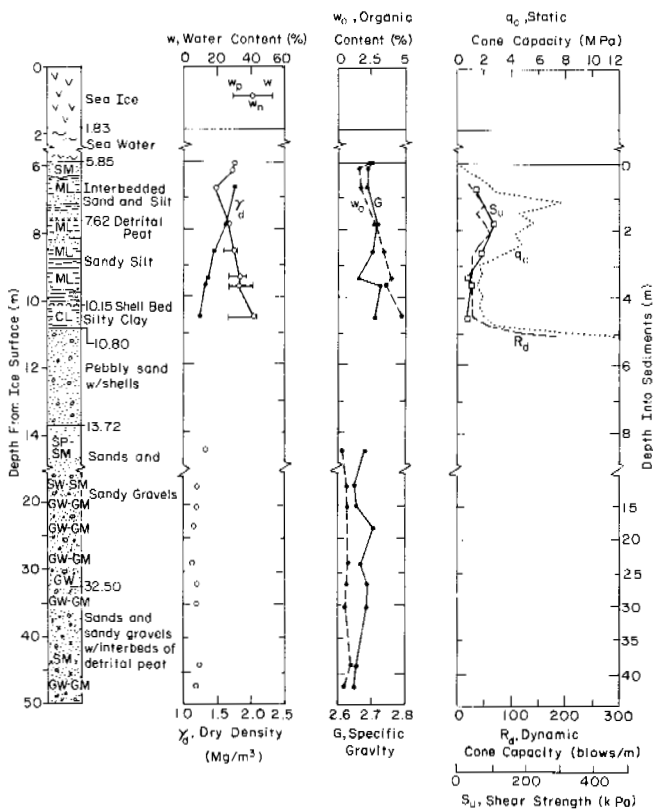 w, Water Content (%)
0 20 40 60
w₀, Organic
Content (%)
0 2.5 5
q_c, Static
Cone Capacity (MPa)
0 2 4 6 8 10 12
Depth From Ice Surface (m)
0
2
6
8
10
12
14
20
30
40
50
Sea Ice
1.83
Sea Water
5.85
SM
ML
Interbedded
Sand and Silt
7.62 Detrital
Peat
ML
ML
Sandy Silt
ML
10.15 Shell Bed
CL
Silty Clay
10.80
Pebbly sand
w/shells
13.72
SP
SM
Sands and
SW-SM
Sandy Gravels
GW-GM
GW-GM
GW-GM
GW
32.50
GW-GM
Sands and
sandy gravels
w/interbeds of
detrital peat
SM
GW-GM
w_p w
w_n
γ_d
w
w₀
G
S_u
q_c
R_d
Depth Into Sediments (m)
0
2
4
6
8
15
20
25
30
35
40
1.0 1.5 2.0 2.5
γ_d, Dry Density
(Mg/m³)
2.6 2.7 2.8
G, Specific
Gravity
0 100 200 300
R_d, Dynamic
Cone Capacity (blows/m)
0 200 400
S_u, Shear Strength (kPa)